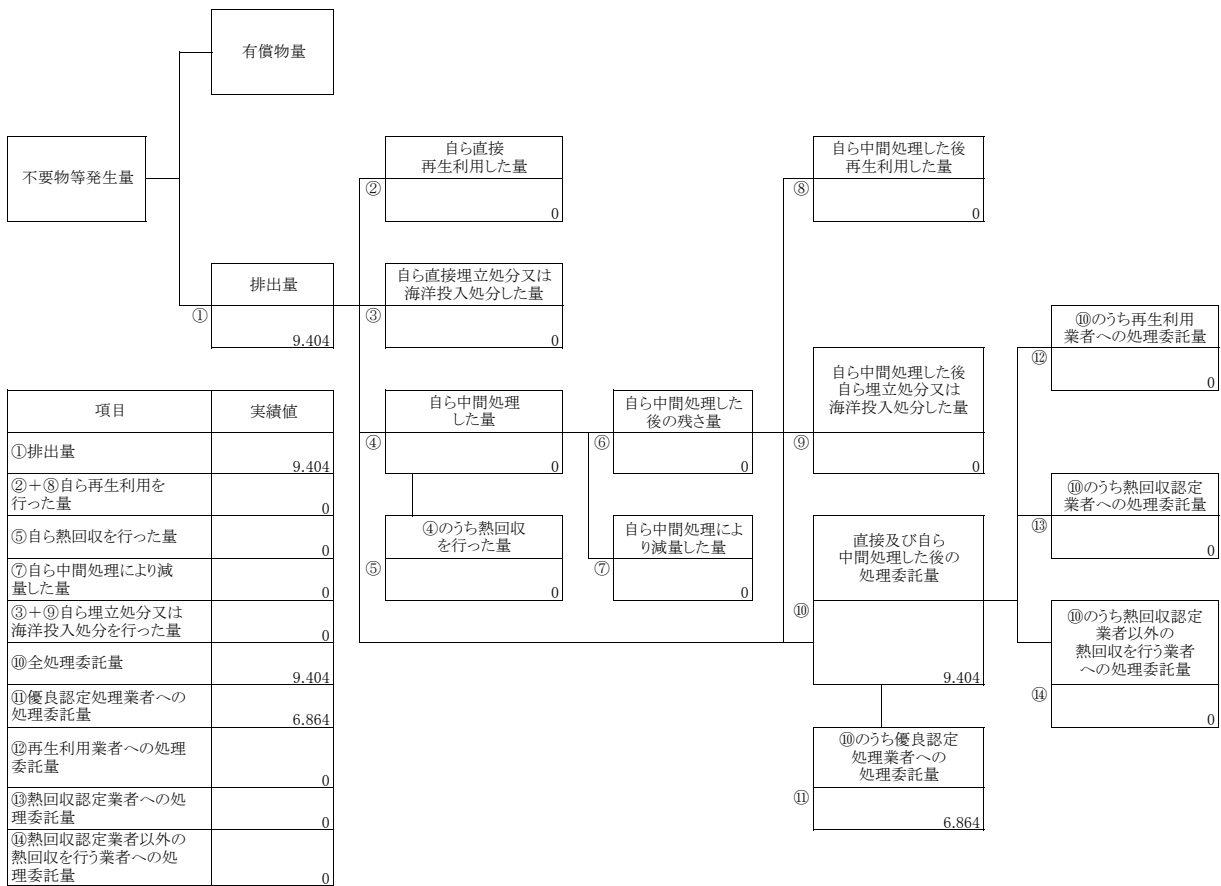 有償物量
不要物等発生量
自ら直接
再生利用した量
②
0
自ら中間処理した後
再生利用した量
⑧
0
排出量
①
9.404
自ら直接埋立処分又は
海洋投入処分した量
③
0
⑩のうち再生利用
業者への処理委託量
⑫
0
自ら中間処理
した量
④
0
自ら中間処理した
後の残さ量
⑥
0
自ら中間処理した後
自ら埋立処分又は
海洋投入処分した量
⑨
0
⑩のうち熱回収認定
業者への処理委託量
⑬
0
④のうち熱回収
を行った量
⑤
0
自ら中間処理によ
り減量した量
⑦
0
直接及び自ら
中間処理した後の
処理委託量
⑩
9.404
⑩のうち熱回収認定
業者以外の
熱回収を行う業者
への処理委託量
⑭
0
⑩のうち優良認定
処理業者への
処理委託量
⑪
6.864
項目 実績値
①排出量
9.404
②＋⑧自ら再生利用を
行った量
0
⑤自ら熱回収を行った量
0
⑦自ら中間処理により減
量した量
0
③＋⑨自ら埋立処分又は
海洋投入処分を行った量
0
⑩全処理委託量
9.404
⑪優良認定処理業者への
処理委託量
6.864
⑫再生利用業者への処理
委託量
0
⑬熱回収認定業者への処
理委託量
0
⑭熱回収認定業者以外の
熱回収を行う業者への処
理委託量
0